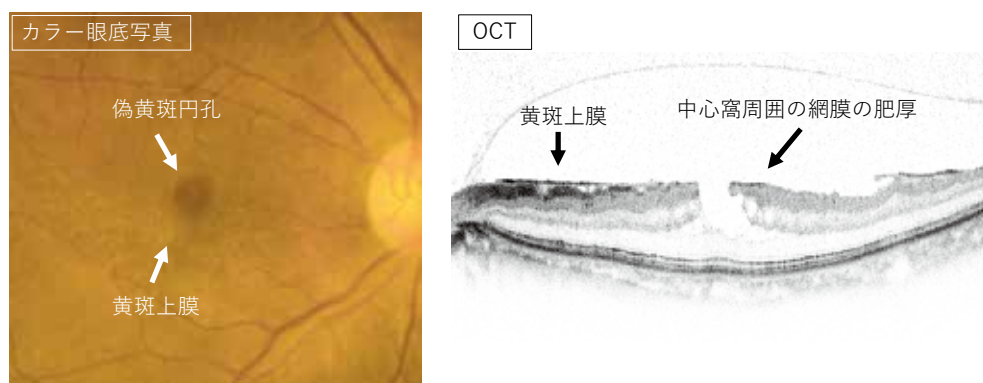 カラー眼底写真
偽黄斑円孔
黄斑上膜
OCT
黄斑上膜
中心窩周囲の網膜の肥厚